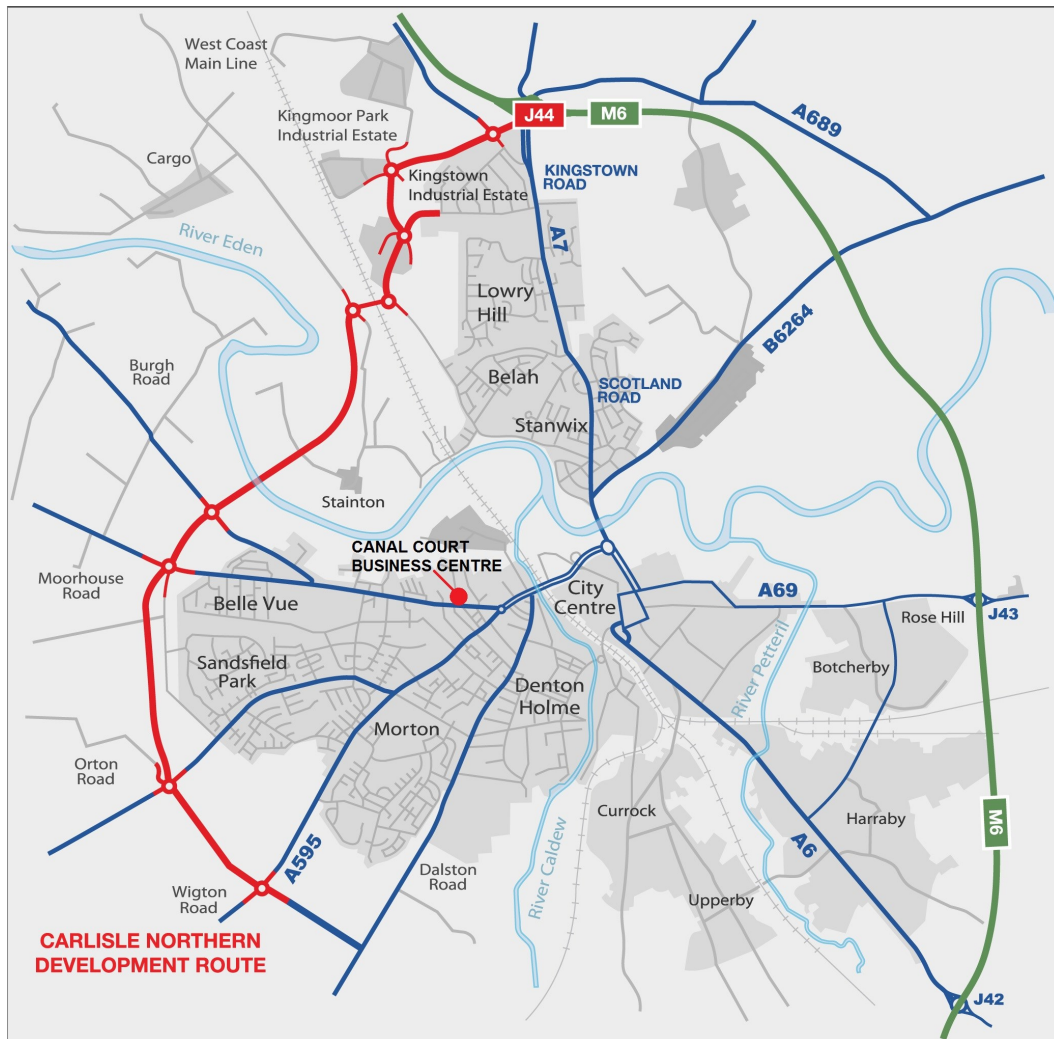 West Coast
Main Line
J44
M6
A689
Kingmoor Park
Industrial Estate
Cargo
Kingstown
Industrial Estate
KINGSTOWN
ROAD
River Eden
A7
Lowry
Hill
B6264
Burgh
Road
Belah
SCOTLAND
ROAD
Stanwix
Stainton
CANAL COURT
BUSINESS CENTRE
Moorhouse
Road
Belle Vue
City
Centre
A69
Rose Hill
J43
Sandsfield
Park
River Petteril
Botcherby
Denton
Holme
Morton
Orton
Road
Currock
Harraby
M6
A595
A6
Dalston
Road
River Caldew
Wigton
Road
Upperby
CARLISLE NORTHERN
DEVELOPMENT ROUTE
J42